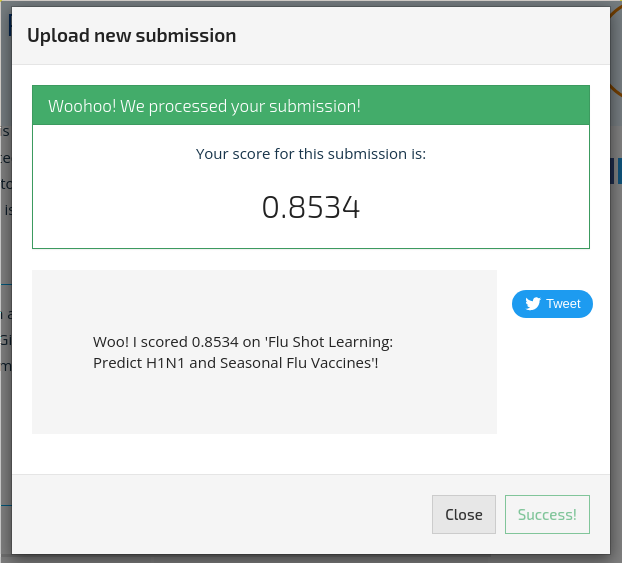 Upload new submission
Woohoo! We processed your submission!
Your score for this submission is:
0.8534
Tweet
Woo! I scored 0.8534 on 'Flu Shot Learning:
Predict H1N1 and Seasonal Flu Vaccines'!
Close
Success!